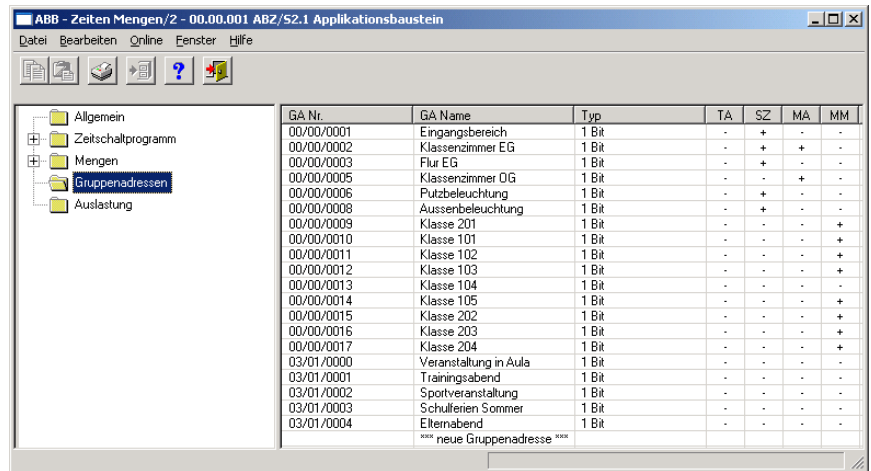 ABB - Zeiten Mengen/2 - 00.00.001 ABZ/S2.1 Applikationsbaustein
Datei Bearbeiten Online Fenster Hilfe
Allgemein
Zeitschaltprogramm
Mengen
Gruppenadressen
Auslastung
GA Nr. GA Name Typ TA SZ MA MM
00/00/0001 Eingangsbereich 1 Bit - + - -
00/00/0002 Klassenzimmer EG 1 Bit - + + -
00/00/0003 Flur EG 1 Bit - + - -
00/00/0005 Klassenzimmer OG 1 Bit - - + -
00/00/0006 Putzbeleuchtung 1 Bit - + - -
00/00/0008 Aussenbeleuchtung 1 Bit - + - -
00/00/0009 Klasse 201 1 Bit - - - +
00/00/0010 Klasse 101 1 Bit - - - +
00/00/0011 Klasse 102 1 Bit - - - +
00/00/0012 Klasse 103 1 Bit - - - +
00/00/0013 Klasse 104 1 Bit - - - -
00/00/0014 Klasse 105 1 Bit - - - +
00/00/0015 Klasse 202 1 Bit - - - +
00/00/0016 Klasse 203 1 Bit - - - +
00/00/0017 Klasse 204 1 Bit - - - +
03/01/0000 Veranstaltung in Aula 1 Bit - - - -
03/01/0001 Trainingsabend 1 Bit - - - -
03/01/0002 Sportveranstaltung 1 Bit - - - -
03/01/0003 Schulferien Sommer 1 Bit - - - -
03/01/0004 Elternabend 1 Bit - - - -
*** neue Gruppenadresse ***